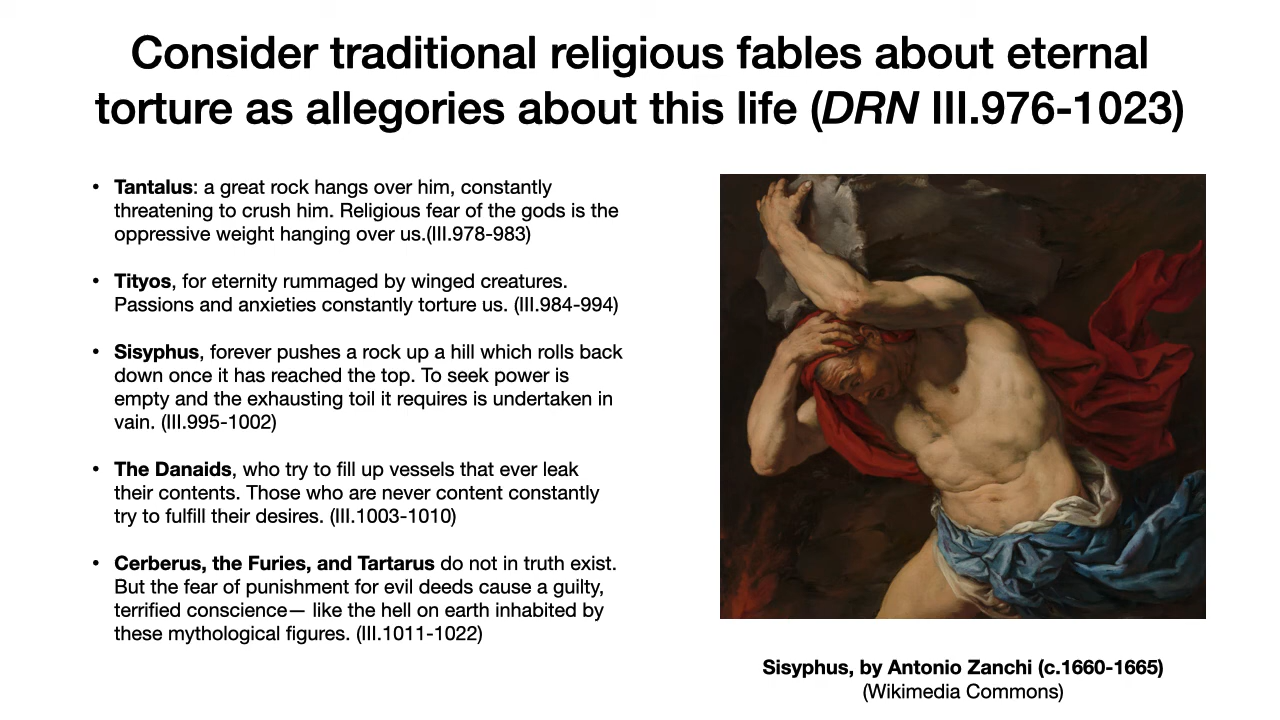 Consider traditional religious fables about eternal
torture as allegories about this life (DRN III.976-1023)
• Tantalus: a great rock hangs over him, constantly
threatening to crush him. Religious fear of the gods is the
oppressive weight hanging over us.(III.978-983)
• Tityos, for eternity rummaged by winged creatures.
Passions and anxieties constantly torture us. (III.984-994)
• Sisyphus, forever pushes a rock up a hill which rolls back
down once it has reached the top. To seek power is
empty and the exhausting toil it requires is undertaken in
vain. (III.995-1002)
• The Danaids, who try to fill up vessels that ever leak
their contents. Those who are never content constantly
try to fulfill their desires. (III.1003-1010)
• Cerberus, the Furies, and Tartarus do not in truth exist.
But the fear of punishment for evil deeds cause a guilty,
terrified conscience— like the hell on earth inhabited by
these mythological figures. (III.1011-1022)
Sisyphus, by Antonio Zanchi (c.1660-1665)
(Wikimedia Commons)